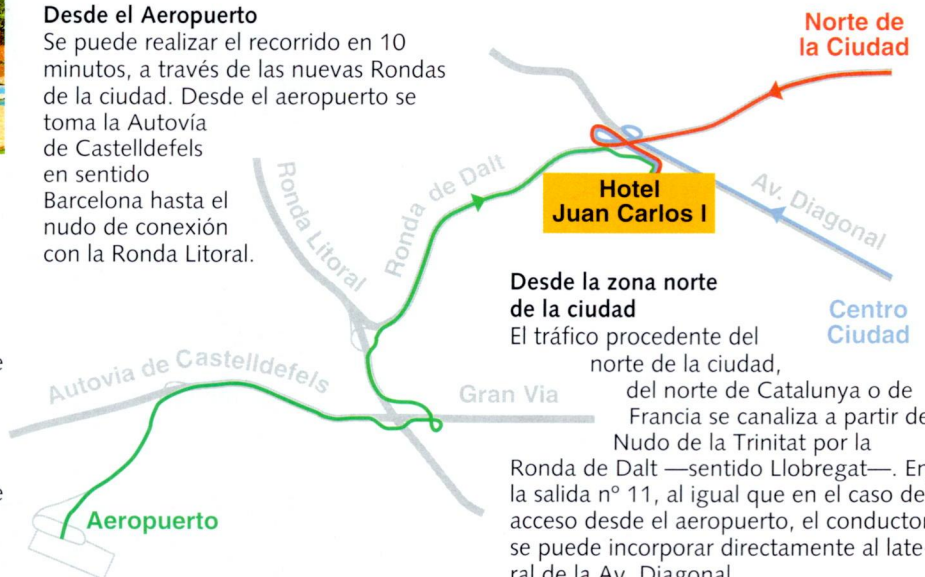 Desde el Aeropuerto
Se puede realizar el recorrido en 10
minutos, a través de las nuevas Rondas
de la ciudad. Desde el aeropuerto se
toma la Autovía
de Castelldefels
en sentido
Barcelona hasta el
nudo de conexión
con la Ronda Litoral.
Norte de
la Ciudad
Ronda Litoral
Ronda de Dalt
Hotel
Juan Carlos I
Av. Diagonal
Centro
Ciudad
Autovia de Castelldefels
Gran Via
Aeropuerto
Desde la zona norte
de la ciudad
El tráfico procedente del
norte de la ciudad,
del norte de Catalunya o de
Francia se canaliza a partir de
Nudo de la Trinitat por la
Ronda de Dalt —sentido Llobregat—. En
la salida nº 11, al igual que en el caso de
acceso desde el aeropuerto, el conductor
se puede incorporar directamente al late-
ral de la Av. Diagonal